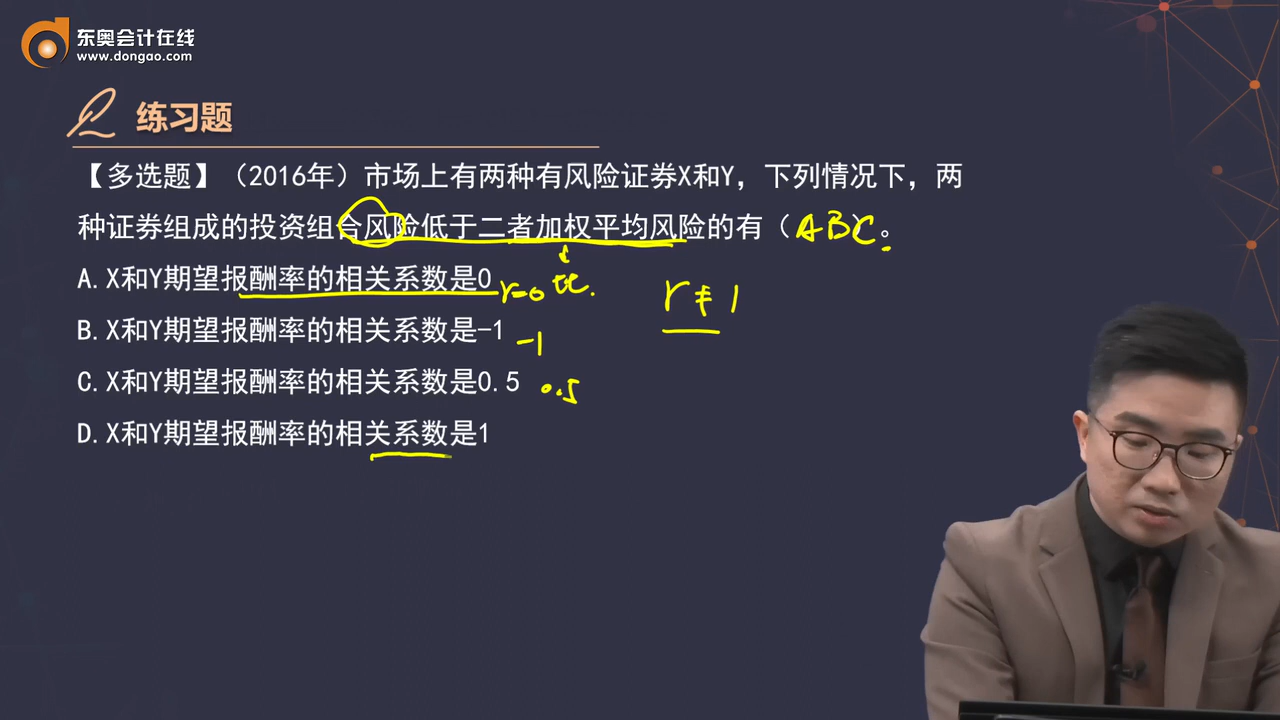 东奥会计在线
www.dongao.com
练习题
【多选题】（2016年）市场上有两种有风险证券X和Y，下列情况下，两
种证券组成的投资组合风险低于二者加权平均风险的有（ABC）。
A.X和Y期望报酬率的相关系数是0 r=0
r≠1
B.X和Y期望报酬率的相关系数是-1 -1
C.X和Y期望报酬率的相关系数是0.5 0.5
D.X和Y期望报酬率的相关系数是1